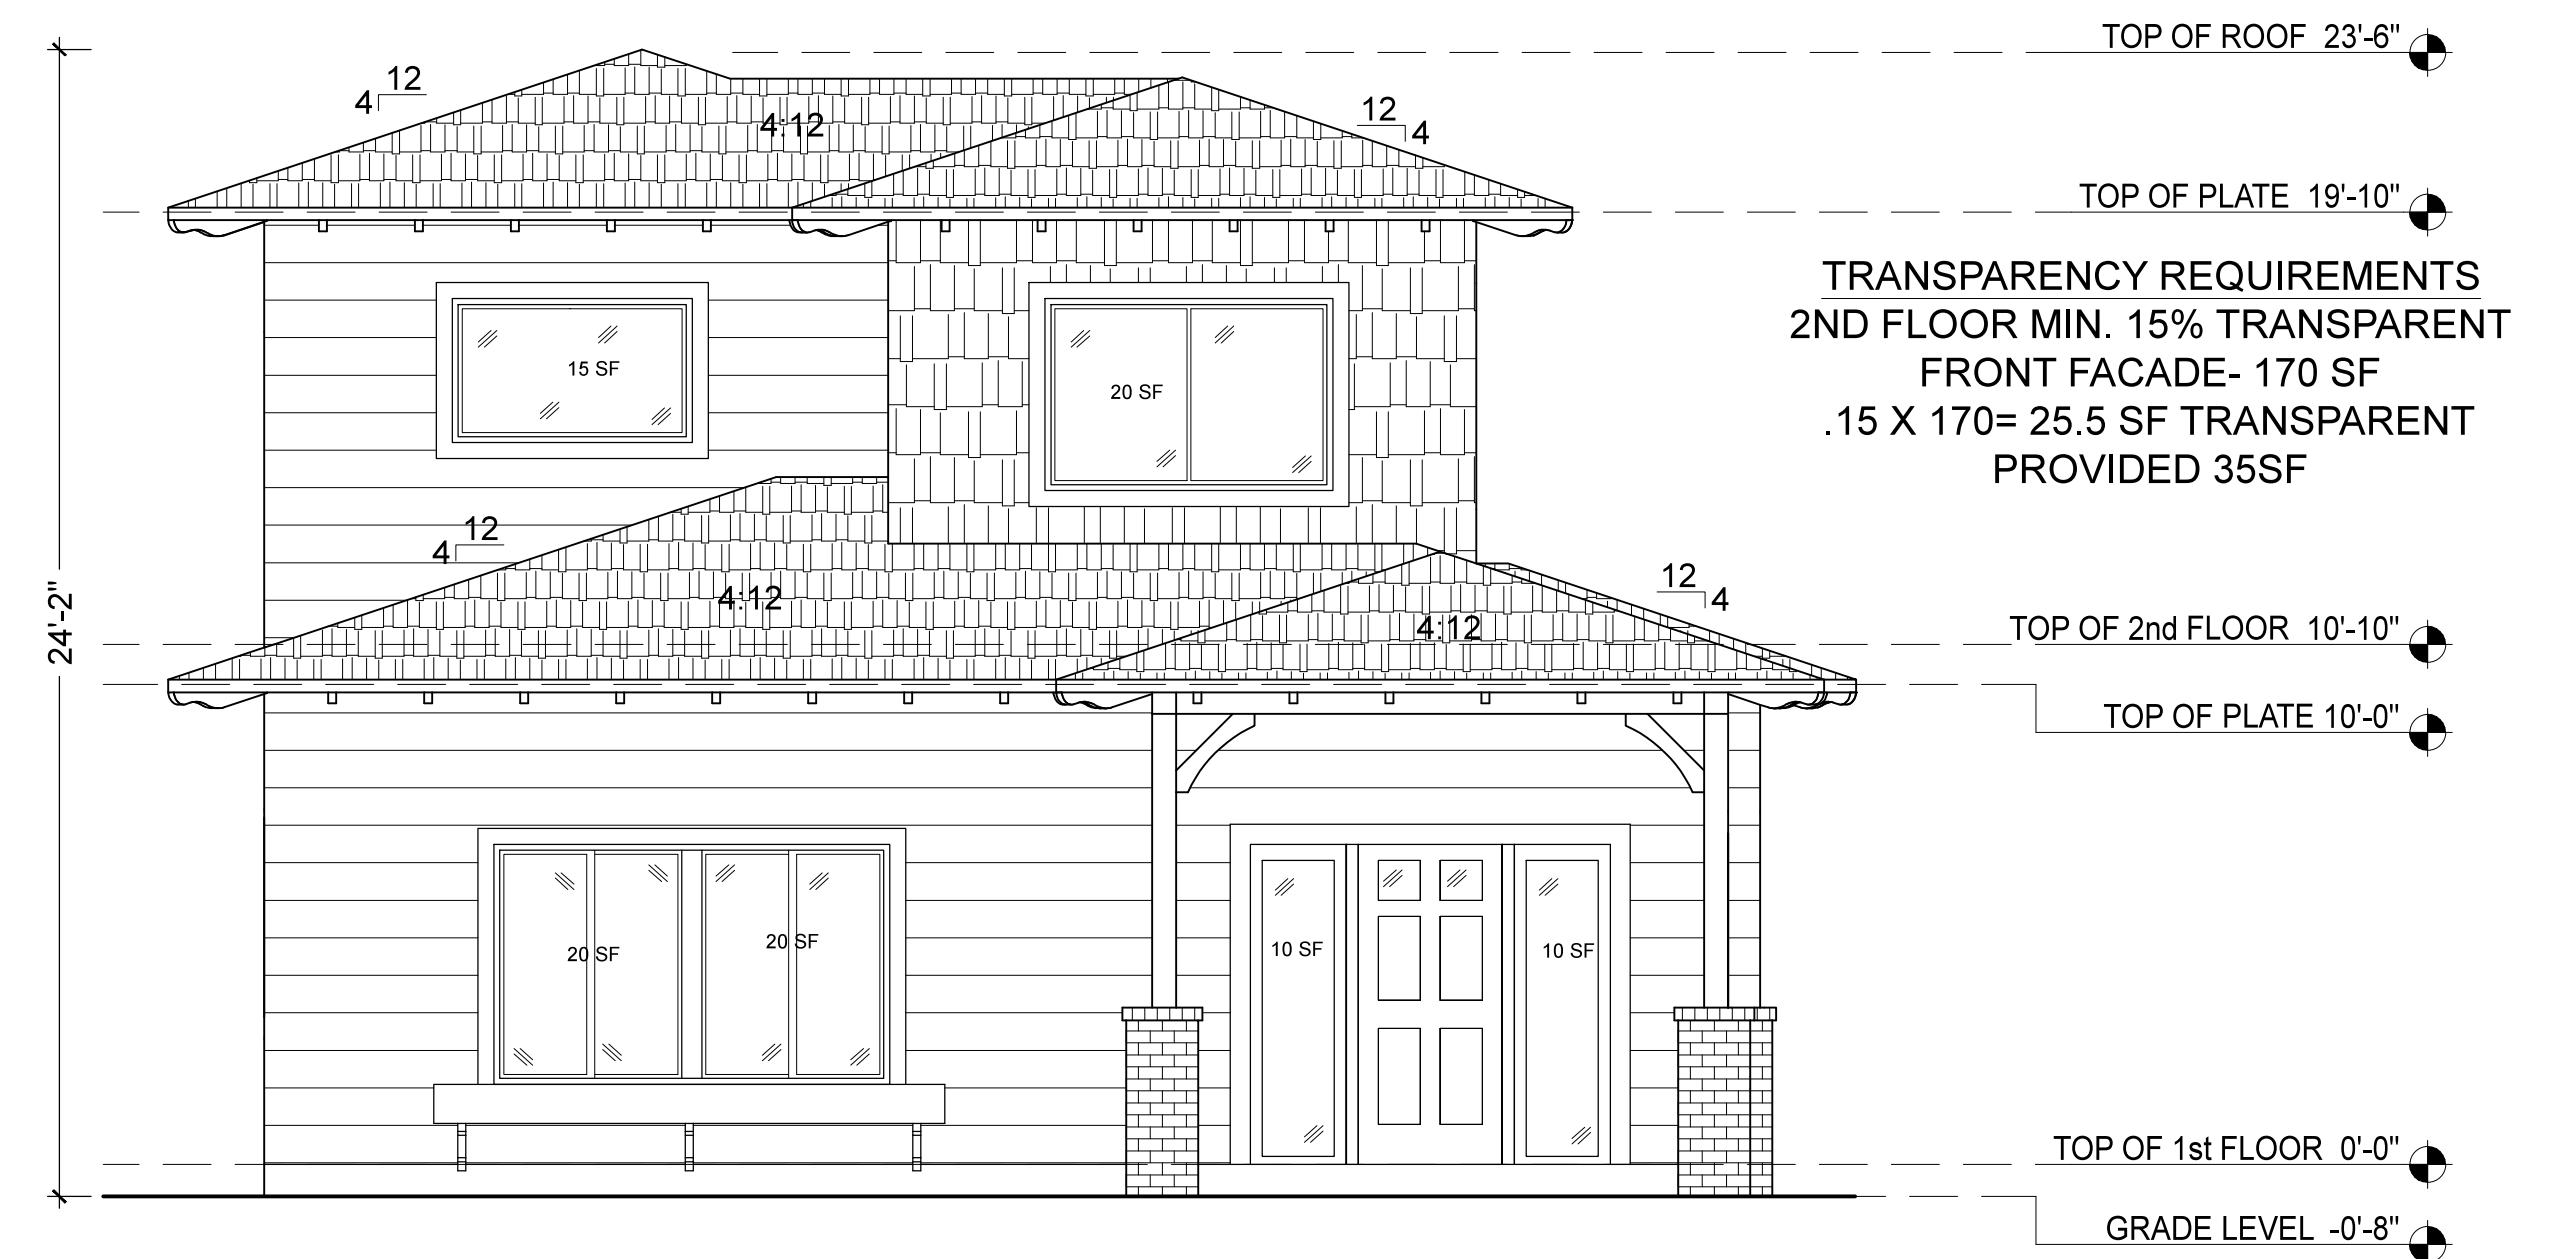 TOP OF ROOF 23'-6"
12
4
4:12
12
4
TOP OF PLATE 19'-10"
TRANSPARENCY REQUIREMENTS
2ND FLOOR MIN. 15% TRANSPARENT
FRONT FACADE- 170 SF
.15 X 170= 25.5 SF TRANSPARENT
PROVIDED 35SF
15 SF
20 SF
12
4
4:12
12
4
4:12
24'-2"
TOP OF 2nd FLOOR 10'-10"
TOP OF PLATE 10'-0"
20 SF
20 SF
10 SF
10 SF
TOP OF 1st FLOOR 0'-0"
GRADE LEVEL -0'-8"